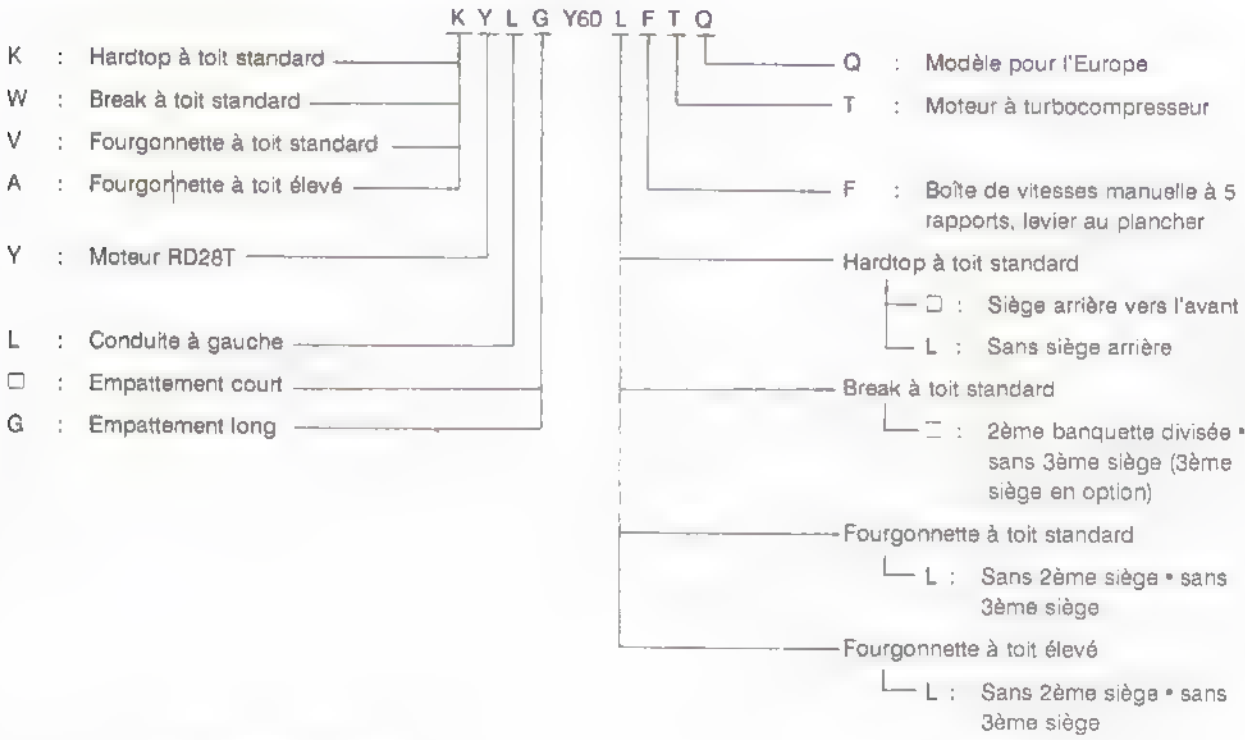 K Y L G Y60 L F T Q
K : Hardtop à toit standard
W : Break à toit standard
V : Fourgonnette à toit standard
A : Fourgonnette à toit élevé
Y : Moteur RD28T
L : Conduite à gauche
□ : Empattement court
G : Empattement long
Q : Modèle pour l'Europe
T : Moteur à turbocompresseur
F : Boîte de vitesses manuelle à 5
rapports, levier au plancher
Hardtop à toit standard
□ : Siège arrière vers l'avant
L : Sans siège arrière
Break à toit standard
□ : 2ème banquette divisée •
sans 3ème siège (3ème
siège en option)
Fourgonnette à toit standard
L : Sans 2ème siège • sans
3ème siège
Fourgonnette à toit élevé
L : Sans 2ème siège • sans
3ème siège